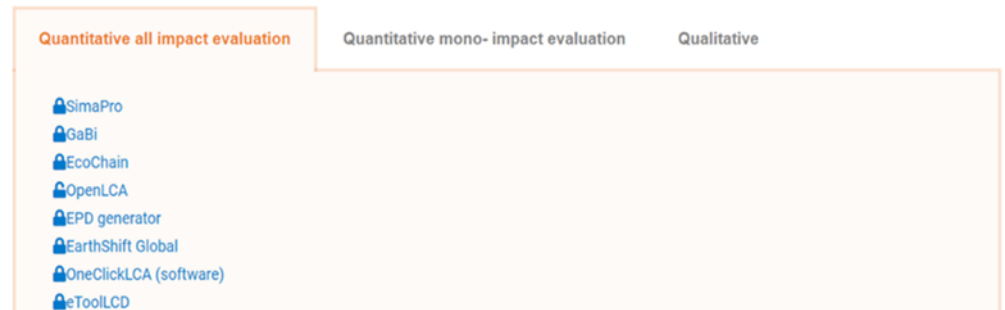 Quantitative all impact evaluation Quantitative mono- impact evaluation Qualitative
SimaPro
GaBi
EcoChain
OpenLCA
EPD generator
EarthShift Global
OneClickLCA (software)
eToolLCD